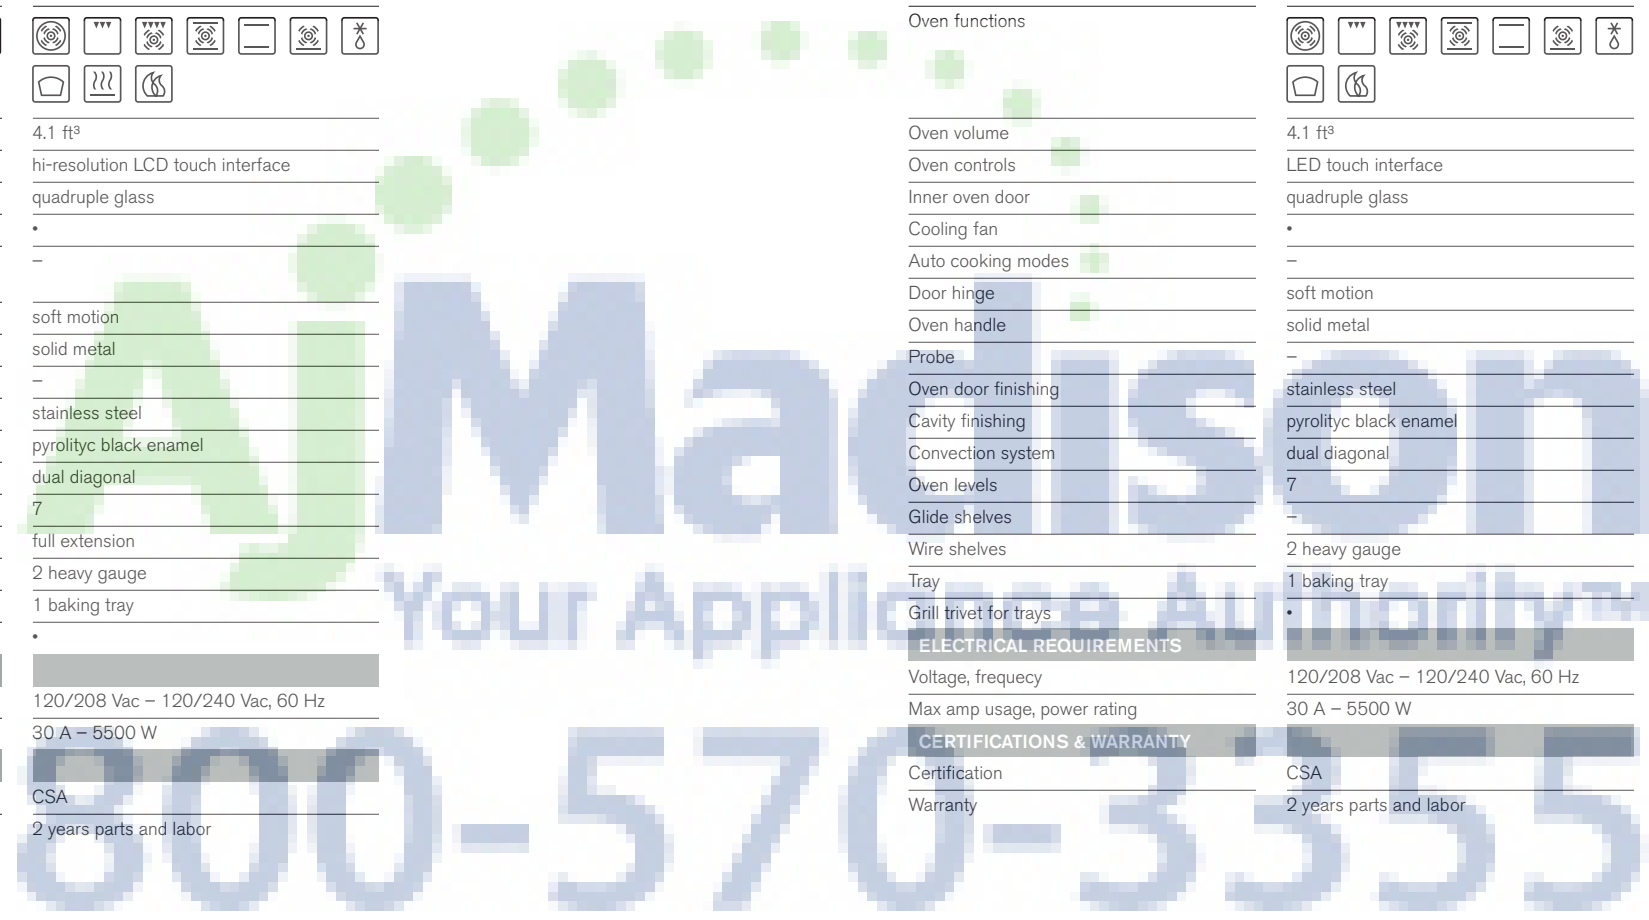 4.1 ft³
hi-resolution LCD touch interface
quadruple glass
•
–
soft motion
solid metal
–
stainless steel
pyrolityc black enamel
dual diagonal
7
full extension
2 heavy gauge
1 baking tray
•
120/208 Vac – 120/240 Vac, 60 Hz
30 A – 5500 W
CSA
2 years parts and labor
Oven functions
Oven volume 4.1 ft³
Oven controls LED touch interface
Inner oven door quadruple glass
Cooling fan •
Auto cooking modes –
Door hinge soft motion
Oven handle solid metal
Probe –
Oven door finishing stainless steel
Cavity finishing pyrolityc black enamel
Convection system dual diagonal
Oven levels 7
Glide shelves –
Wire shelves 2 heavy gauge
Tray 1 baking tray
Grill trivet for trays •
ELECTRICAL REQUIREMENTS
Voltage, frequecy 120/208 Vac – 120/240 Vac, 60 Hz
Max amp usage, power rating 30 A – 5500 W
CERTIFICATIONS & WARRANTY
Certification CSA
Warranty 2 years parts and labor
AjMadison
Your Appliance Authority™
800-570-3355